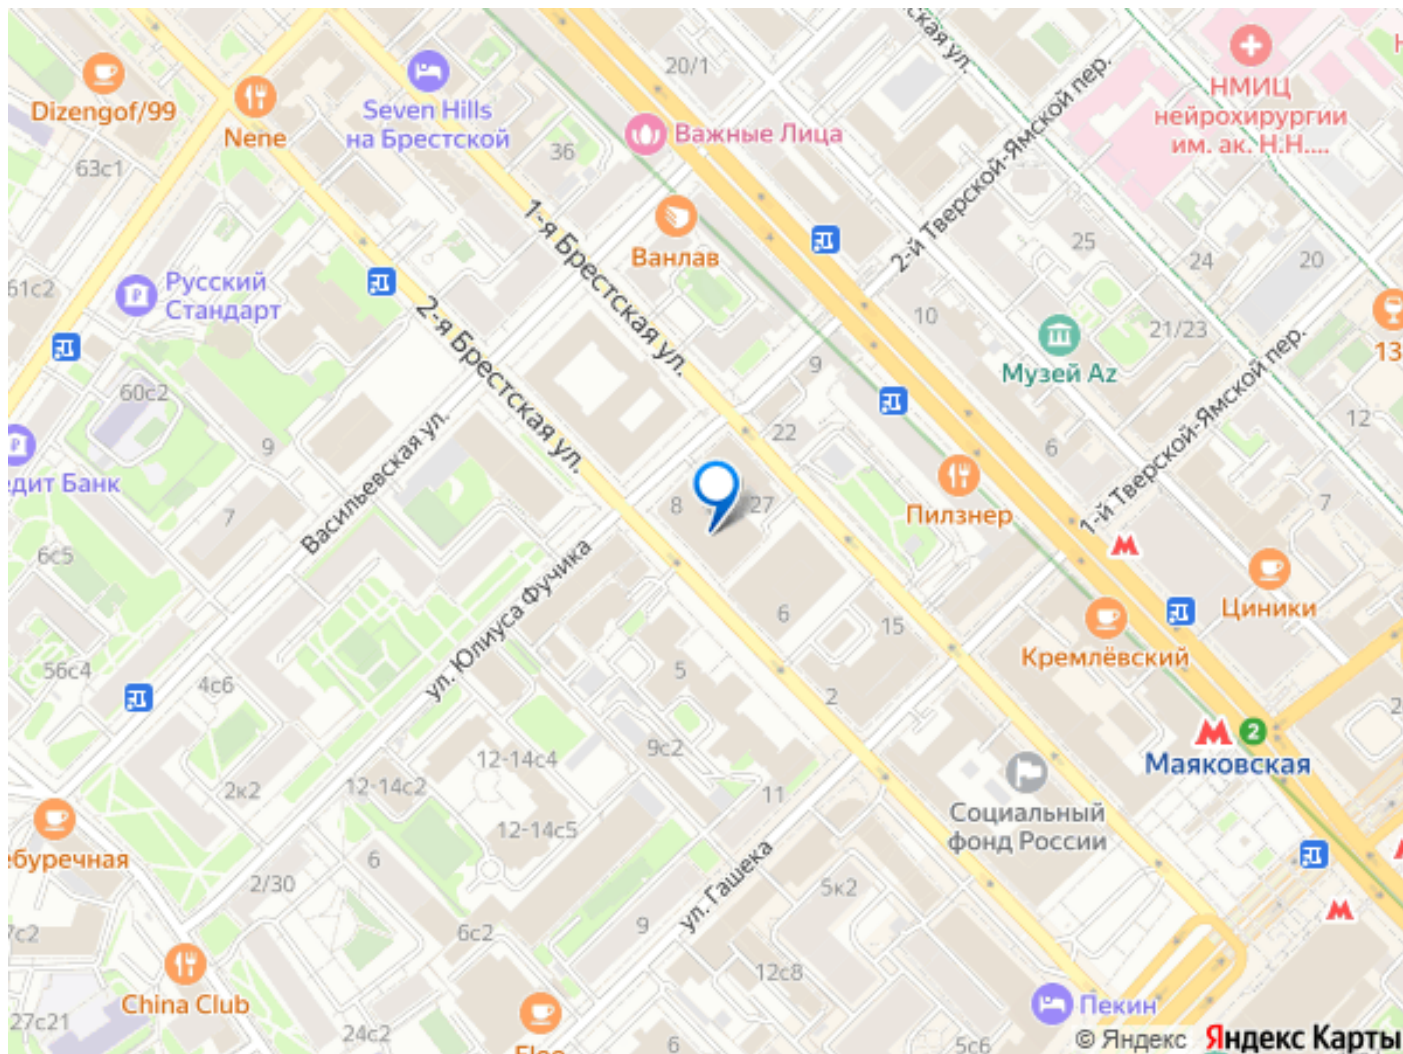 20/1
ская ул.
НМИЦ
нейрохирургии
им. ак. Н.Н....
Dizengof/99
Nene
Seven Hills
на Брестской
Важные Лица
36
63с1
2-й Тверской-Ямской пер.
1-я Брестская ул.
Ванлав
25
24
20
61с2
Русский
Стандарт
2-я Брестская ул.
10
21/23
Музей Az
13
60с2
9
9
12
22
6
1-й Тверской-Ямской пер.
Васильевская ул.
едит Банк
7
8
27
Пилзнер
7
6с5
ул. Юлиуса Фучика
Циники
6
15
Кремлёвский
56с4
4с6
5
2
2
2
Маяковская
9с2
12-14с4
12-14с2
2к2
11
Социальный
фонд России
12-14с5
ебуречная
6
2/30
ул. Гашека
5к2
7с2
6с2
9
12с8
China Club
Пекин
27с21
24с2
6
5с6
© Яндекс
Яндекс Карты